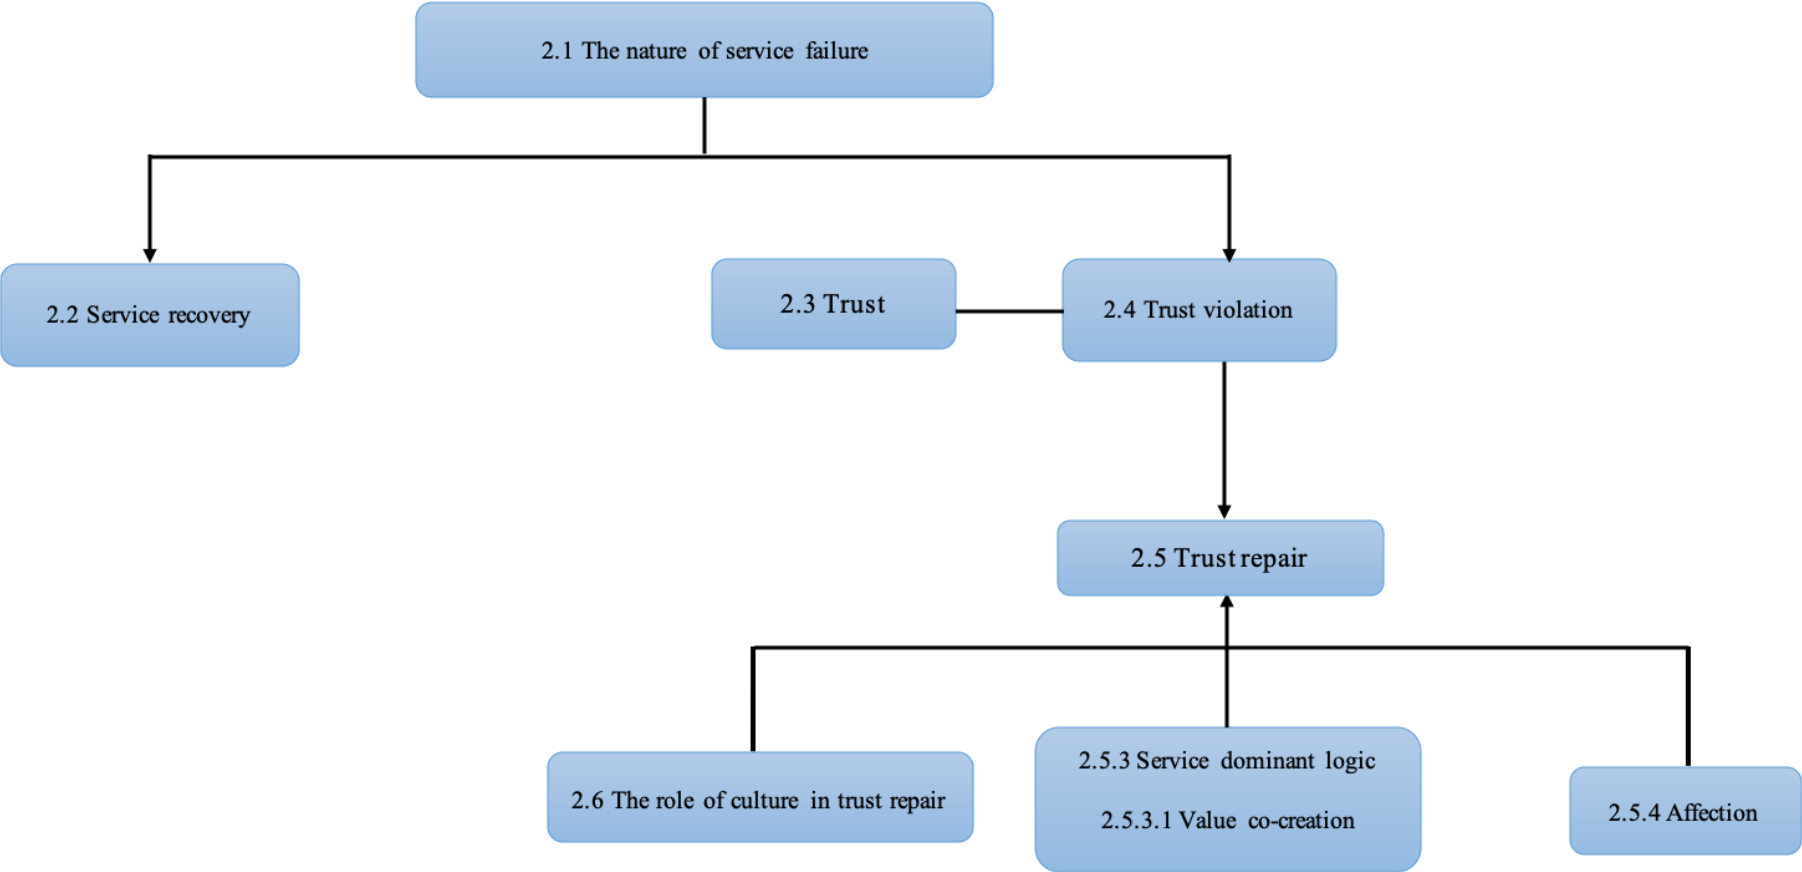 2.1 The nature of service failure
2.2 Service recovery
2.3 Trust
2.4 Trust violation
2.5 Trust repair
2.6 The role of culture in trust repair
2.5.3 Service dominant logic
2.5.3.1 Value co-creation
2.5.4 Affection